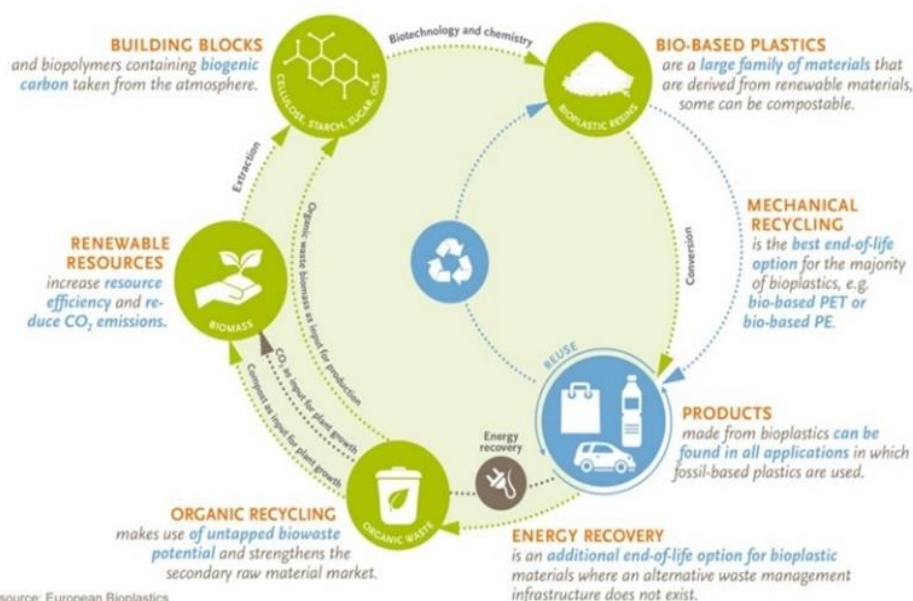 BUILDING BLOCKS
and biopolymers containing biogenic
carbon taken from the atmosphere.
CELLULOSE, STARCH, SUGAR, OILS
Biotechnology and chemistry
BIOPLASTIC RESINS
BIO-BASED PLASTICS
are a large family of materials that
are derived from renewable materials,
some can be compostable.
Extraction
Organic waste biomass as input for production
Conversion
MECHANICAL
RECYCLING
is the best end-of-life
option for the majority
of bioplastics, e.g.
bio-based PET or
bio-based PE.
RENEWABLE
RESOURCES
increase resource
efficiency and re-
duce CO₂ emissions.
BIOMASS
CO₂ as input for plant growth
Compost as input for plant growth
REUSE
PRODUCTS
made from bioplastics can be
found in all applications in which
fossil-based plastics are used.
Energy
recovery
ORGANIC WASTE
ORGANIC RECYCLING
makes use of untapped biowaste
potential and strengthens the
secondary raw material market.
ENERGY RECOVERY
is an additional end-of-life option for bioplastic
materials where an alternative waste management
infrastructure does not exist.
source: European Bioplastics